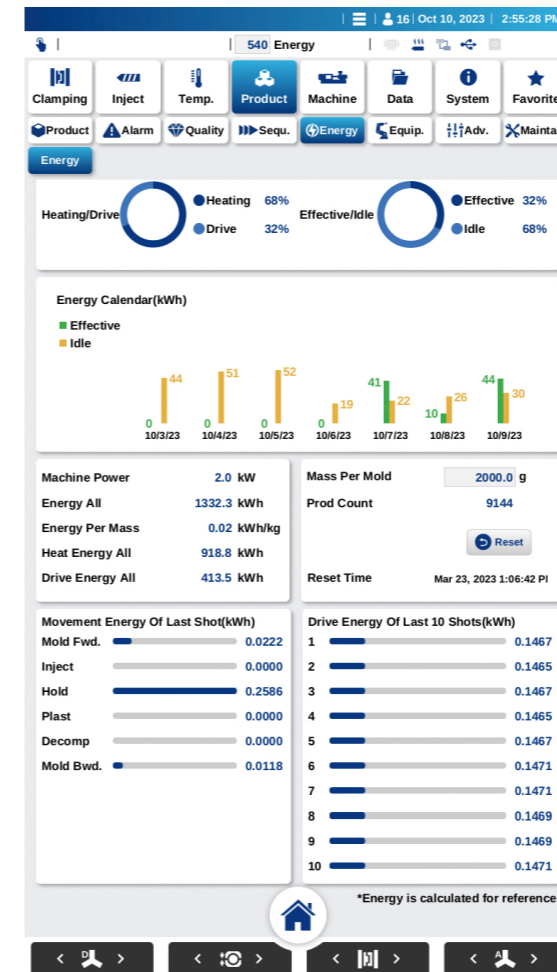 16 | Oct 10, 2023 | 2:55:28 PM
540 Energy
Clamping Inject Temp. Product Machine Data System Favorite
Product Alarm Quality Sequ. Energy Equip. Adv. Mainta
Energy
Heating/Drive Heating 68% Drive 32%
Effective/Idle Effective 32% Idle 68%
Energy Calendar(kWh)
Effective
Idle
0 44 0 51 0 52 0 19 41 22 10 26 44 30
10/3/23 10/4/23 10/5/23 10/6/23 10/7/23 10/8/23 10/9/23
Machine Power 2.0 kW
Energy All 1332.3 kWh
Energy Per Mass 0.02 kWh/kg
Heat Energy All 918.8 kWh
Drive Energy All 413.5 kWh
Mass Per Mold 2000.0 g
Prod Count 9144
Reset
Reset Time Mar 23, 2023 1:06:42 PI
Movement Energy Of Last Shot(kWh)
Mold Fwd. 0.0222
Inject 0.0000
Hold 0.2586
Plast 0.0000
Decomp 0.0000
Mold Bwd. 0.0118
Drive Energy Of Last 10 Shots(kWh)
1 0.1467
2 0.1465
3 0.1467
4 0.1465
5 0.1467
6 0.1471
7 0.1471
8 0.1469
9 0.1469
10 0.1471
*Energy is calculated for reference
D
A